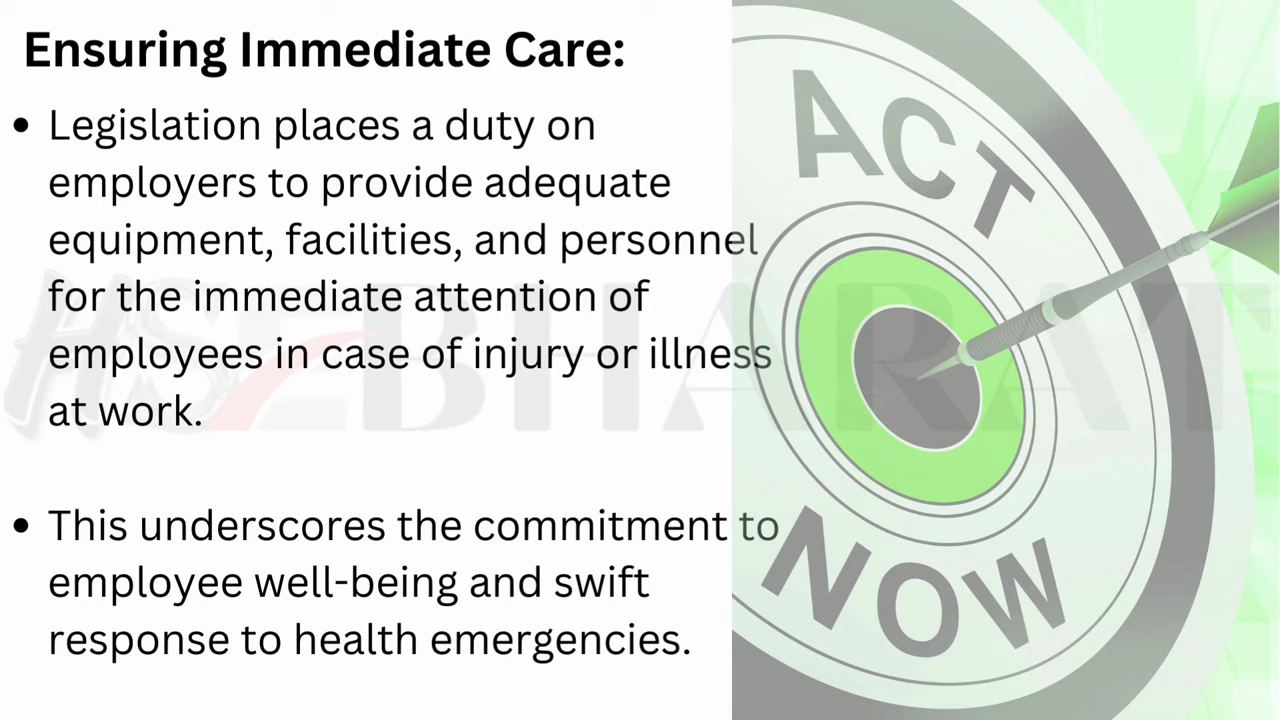 Ensuring Immediate Care:
• Legislation places a duty on
employers to provide adequate
equipment, facilities, and personnel
for the immediate attention of
employees in case of injury or illness
at work.
• This underscores the commitment to
employee well-being and swift
response to health emergencies.
ACT
NOW
HSE BHARAT